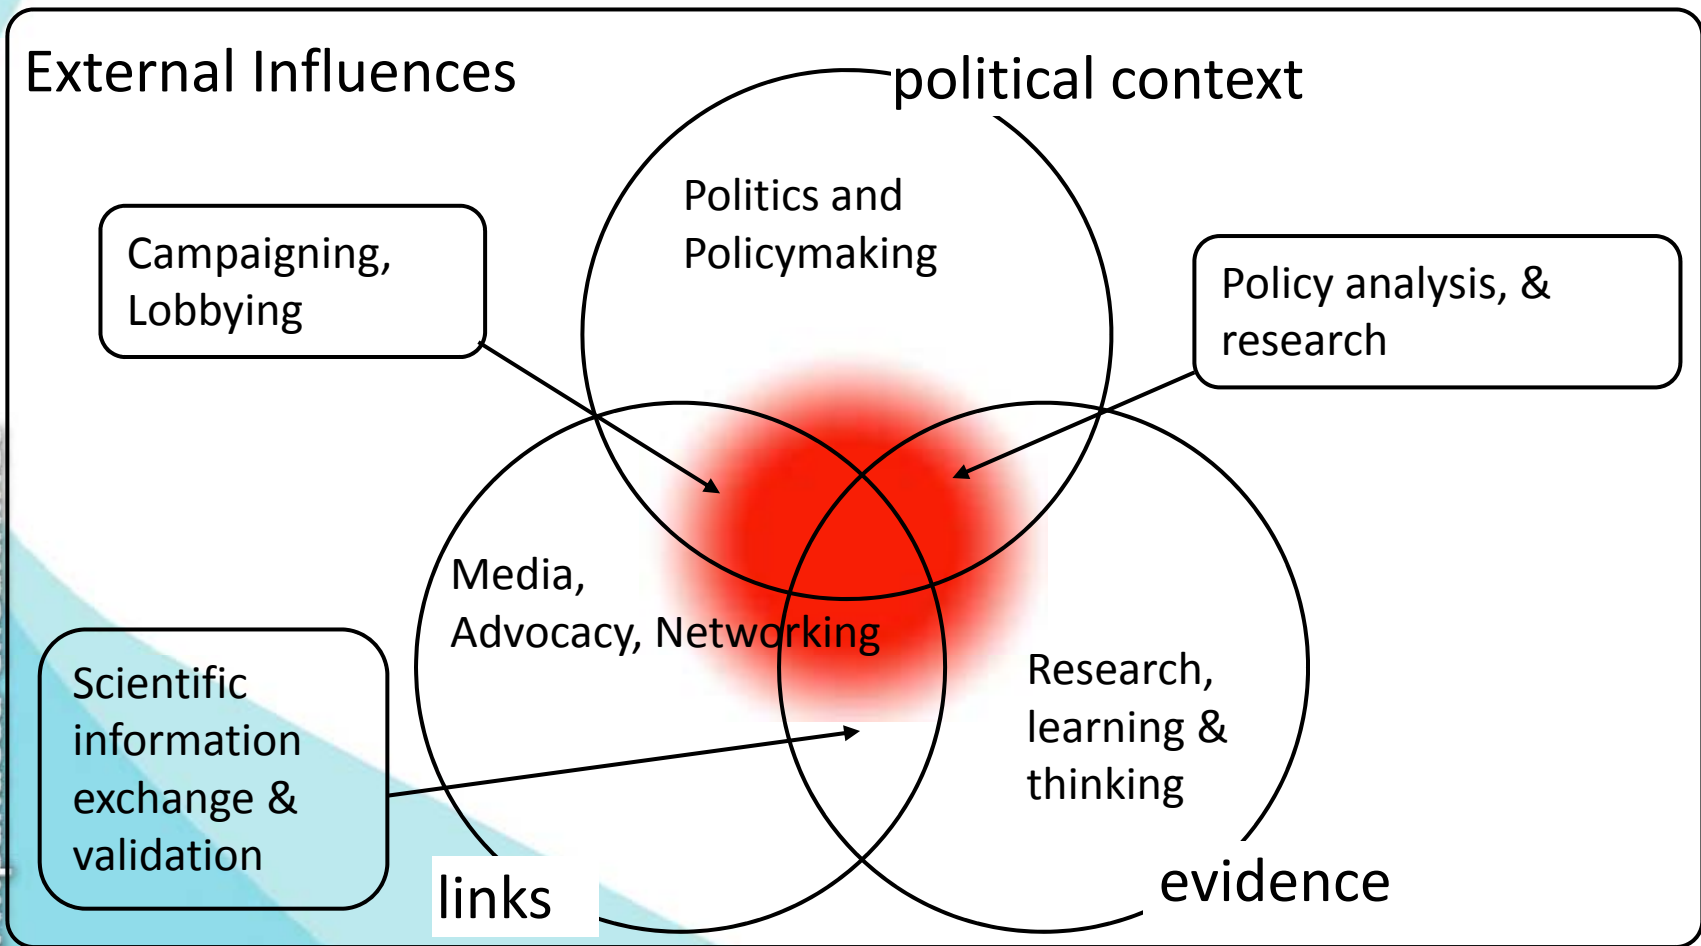 External Influences
political context
Politics and
Policymaking
Campaigning,
Lobbying
Policy analysis, &
research
Media,
Advocacy, Networking
Scientific
information
exchange &
validation
Research,
learning &
thinking
links
evidence